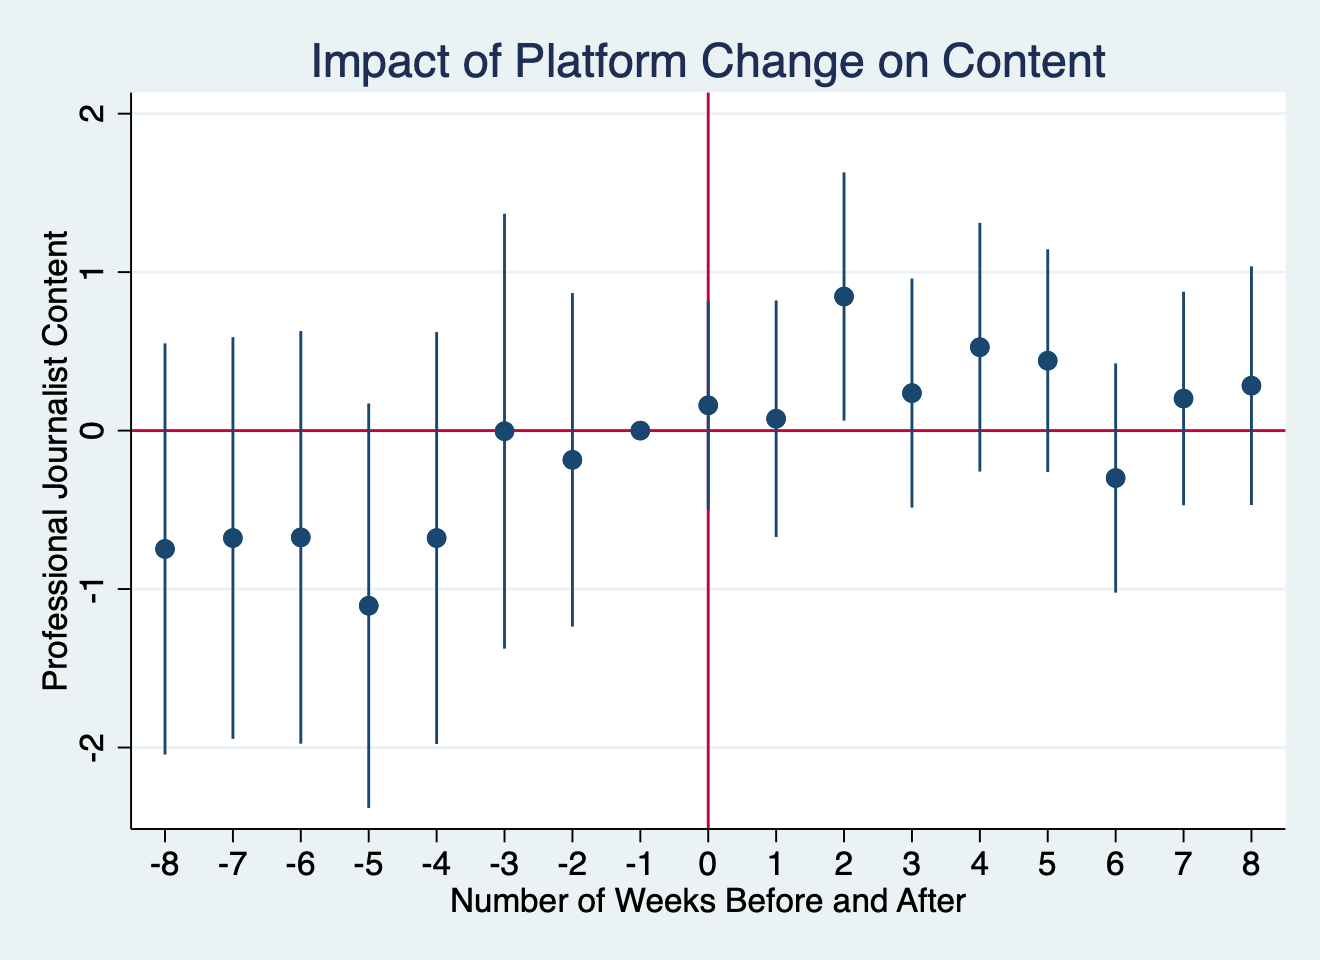 Impact of Platform Change on Content
Professional Journalist Content
2
1
0
-1
-2
-8 -7 -6 -5 -4 -3 -2 -1 0 1 2 3 4 5 6 7 8
Number of Weeks Before and After